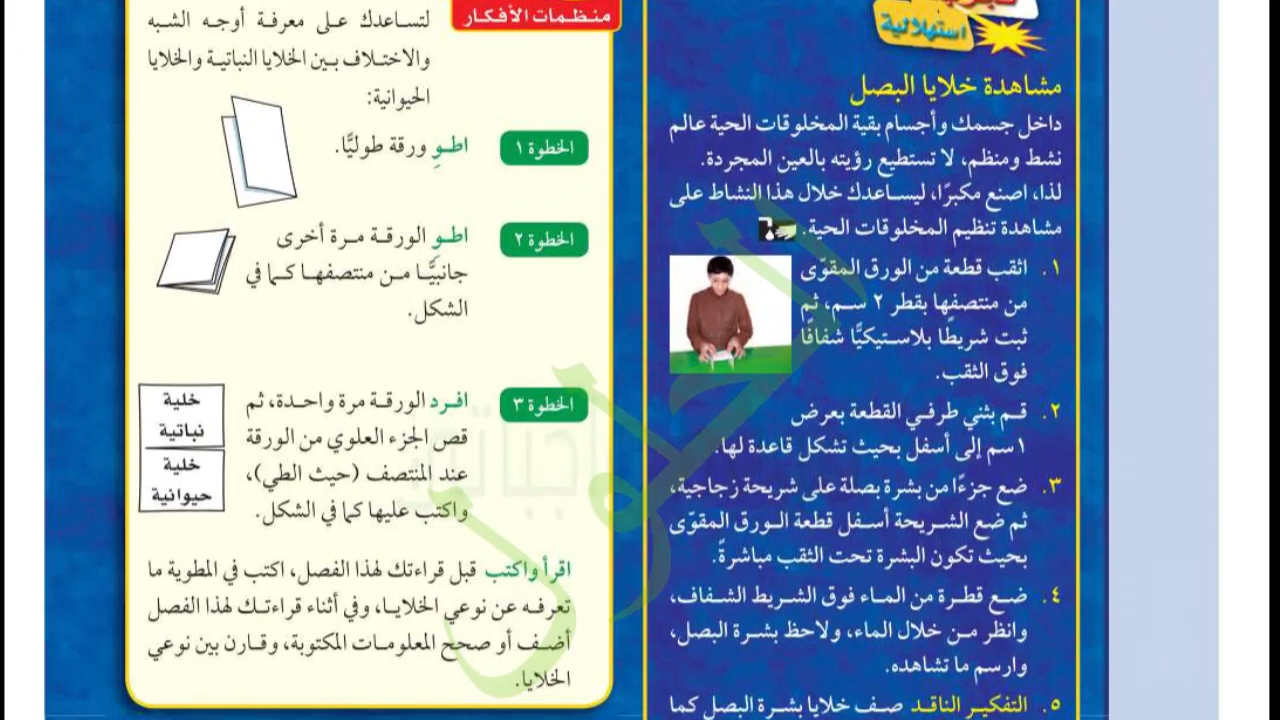 استهلالية
مشاهدة خلايا البصل
داخل جسمك وأجسام بقية المخلوقات الحية عالم
نشط ومنظم، لا تستطيع رؤيته بالعين المجردة.
لذا، اصنع مكبرًا، ليساعدك خلال هذا النشاط على
مشاهدة تنظيم المخلوقات الحية.
١. اثقب قطعة من الورق المقوّى
من منتصفها بقطر ٢ سم، ثم
ثبت شريطًا بلاستيكيًّا شفافًا
فوق الثقب.
٢. قم بثني طرفي القطعة بعرض
١سم إلى أسفل بحيث تشكل قاعدة لها.
٣. ضع جزءًا من بشرة بصلة على شريحة زجاجية،
ثم ضع الشريحة أسفل قطعة الورق المقوّى
بحيث تكون البشرة تحت الثقب مباشرةً.
٤. ضع قطرة من الماء فوق الشريط الشفاف،
وانظر من خلال الماء، ولاحظ بشرة البصل،
وارسم ما تشاهده.
٥. التفكير الناقد صف خلايا بشرة البصل كما
منظمات الأفكار
لتساعدك على معرفة أوجه الشبه
والاختلاف بين الخلايا النباتية والخلايا
الحيوانية:
الخطوة ١ اطوِ ورقة طوليًّا.
الخطوة ٢ اطوِ الورقة مرة أخرى
جانبيًّا من منتصفها كما في
الشكل.
الخطوة ٣ افرد الورقة مرة واحدة، ثم
قص الجزء العلوي من الورقة
عند المنتصف (حيث الطي)،
واكتب عليها كما في الشكل.
خلية
نباتية
خلية
حيوانية
اقرأ واكتب قبل قراءتك لهذا الفصل، اكتب في المطوية ما
تعرفه عن نوعي الخلايا، وفي أثناء قراءتك لهذا الفصل
أضف أو صحح المعلومات المكتوبة، وقارن بين نوعي
الخلايا.